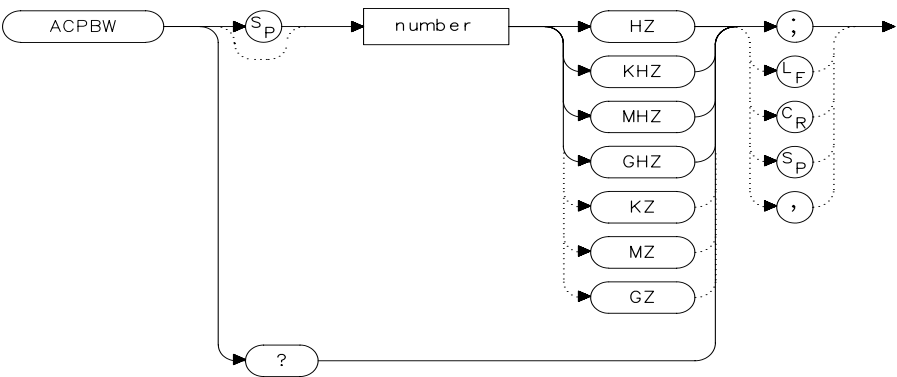 ACPBW SP number HZ ;
KHZ LF
MHZ CR
GHZ SP
KZ ,
MZ
GZ
?